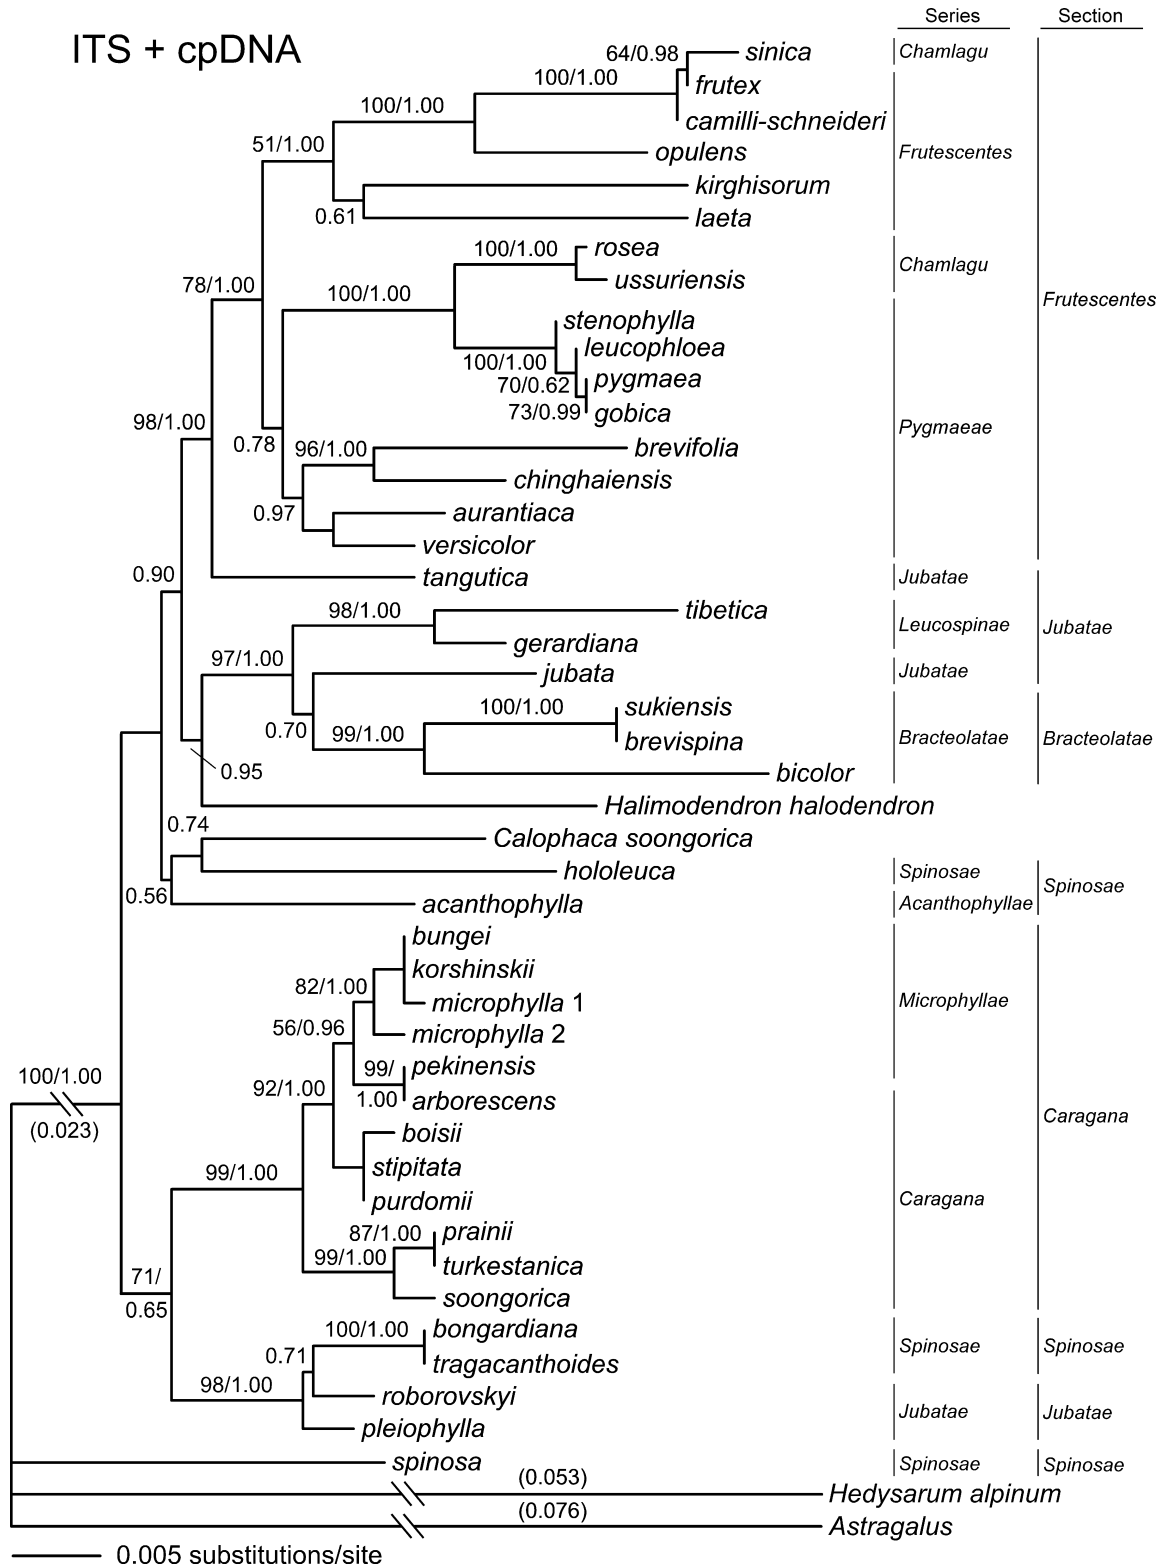 Series Section
ITS + cpDNA
64/0.98 sinica Chamlagu
100/1.00 frutex
100/1.00 camilli-schneideri
51/1.00 opulens Frutescentes
kirghisorum
0.61 laeta
100/1.00 rosea Chamlagu
78/1.00 ussuriensis
100/1.00 Frutescentes
stenophylla
100/1.00 leucophloea
70/0.62 pygmaea
73/0.99 gobica
98/1.00 Pygmaeae
0.78 96/1.00 brevifolia
chinghaiensis
0.97 aurantiaca
versicolor
0.90 tangutica Jubatae
98/1.00 tibetica
Leucospinae Jubatae
gerardiana
97/1.00 jubata Jubatae
100/1.00 sukiensis
0.70 99/1.00 brevispina Bracteolatae Bracteolatae
0.95 bicolor
Halimodendron halodendron
0.74 Calophaca soongorica
hololeuca Spinosae
Spinosae
0.56 acanthophylla Acanthophyllae
bungei
korshinskii
82/1.00 microphylla 1 Microphyllae
56/0.96 microphylla 2
99/ pekinensis
100/1.00 92/1.00 1.00 arborescens Caragana
(0.023) boisii
99/1.00 stipitata
purdomii Caragana
87/1.00 prainii
99/1.00 turkestanica
71/ soongorica
0.65
100/1.00 bongardiana
0.71 Spinosae Spinosae
tragacanthoides
98/1.00 roborovskyi
Jubatae Jubatae
pleiophylla
spinosa Spinosae Spinosae
(0.053)
Hedysarum alpinum
(0.076)
Astragalus
0.005 substitutions/site